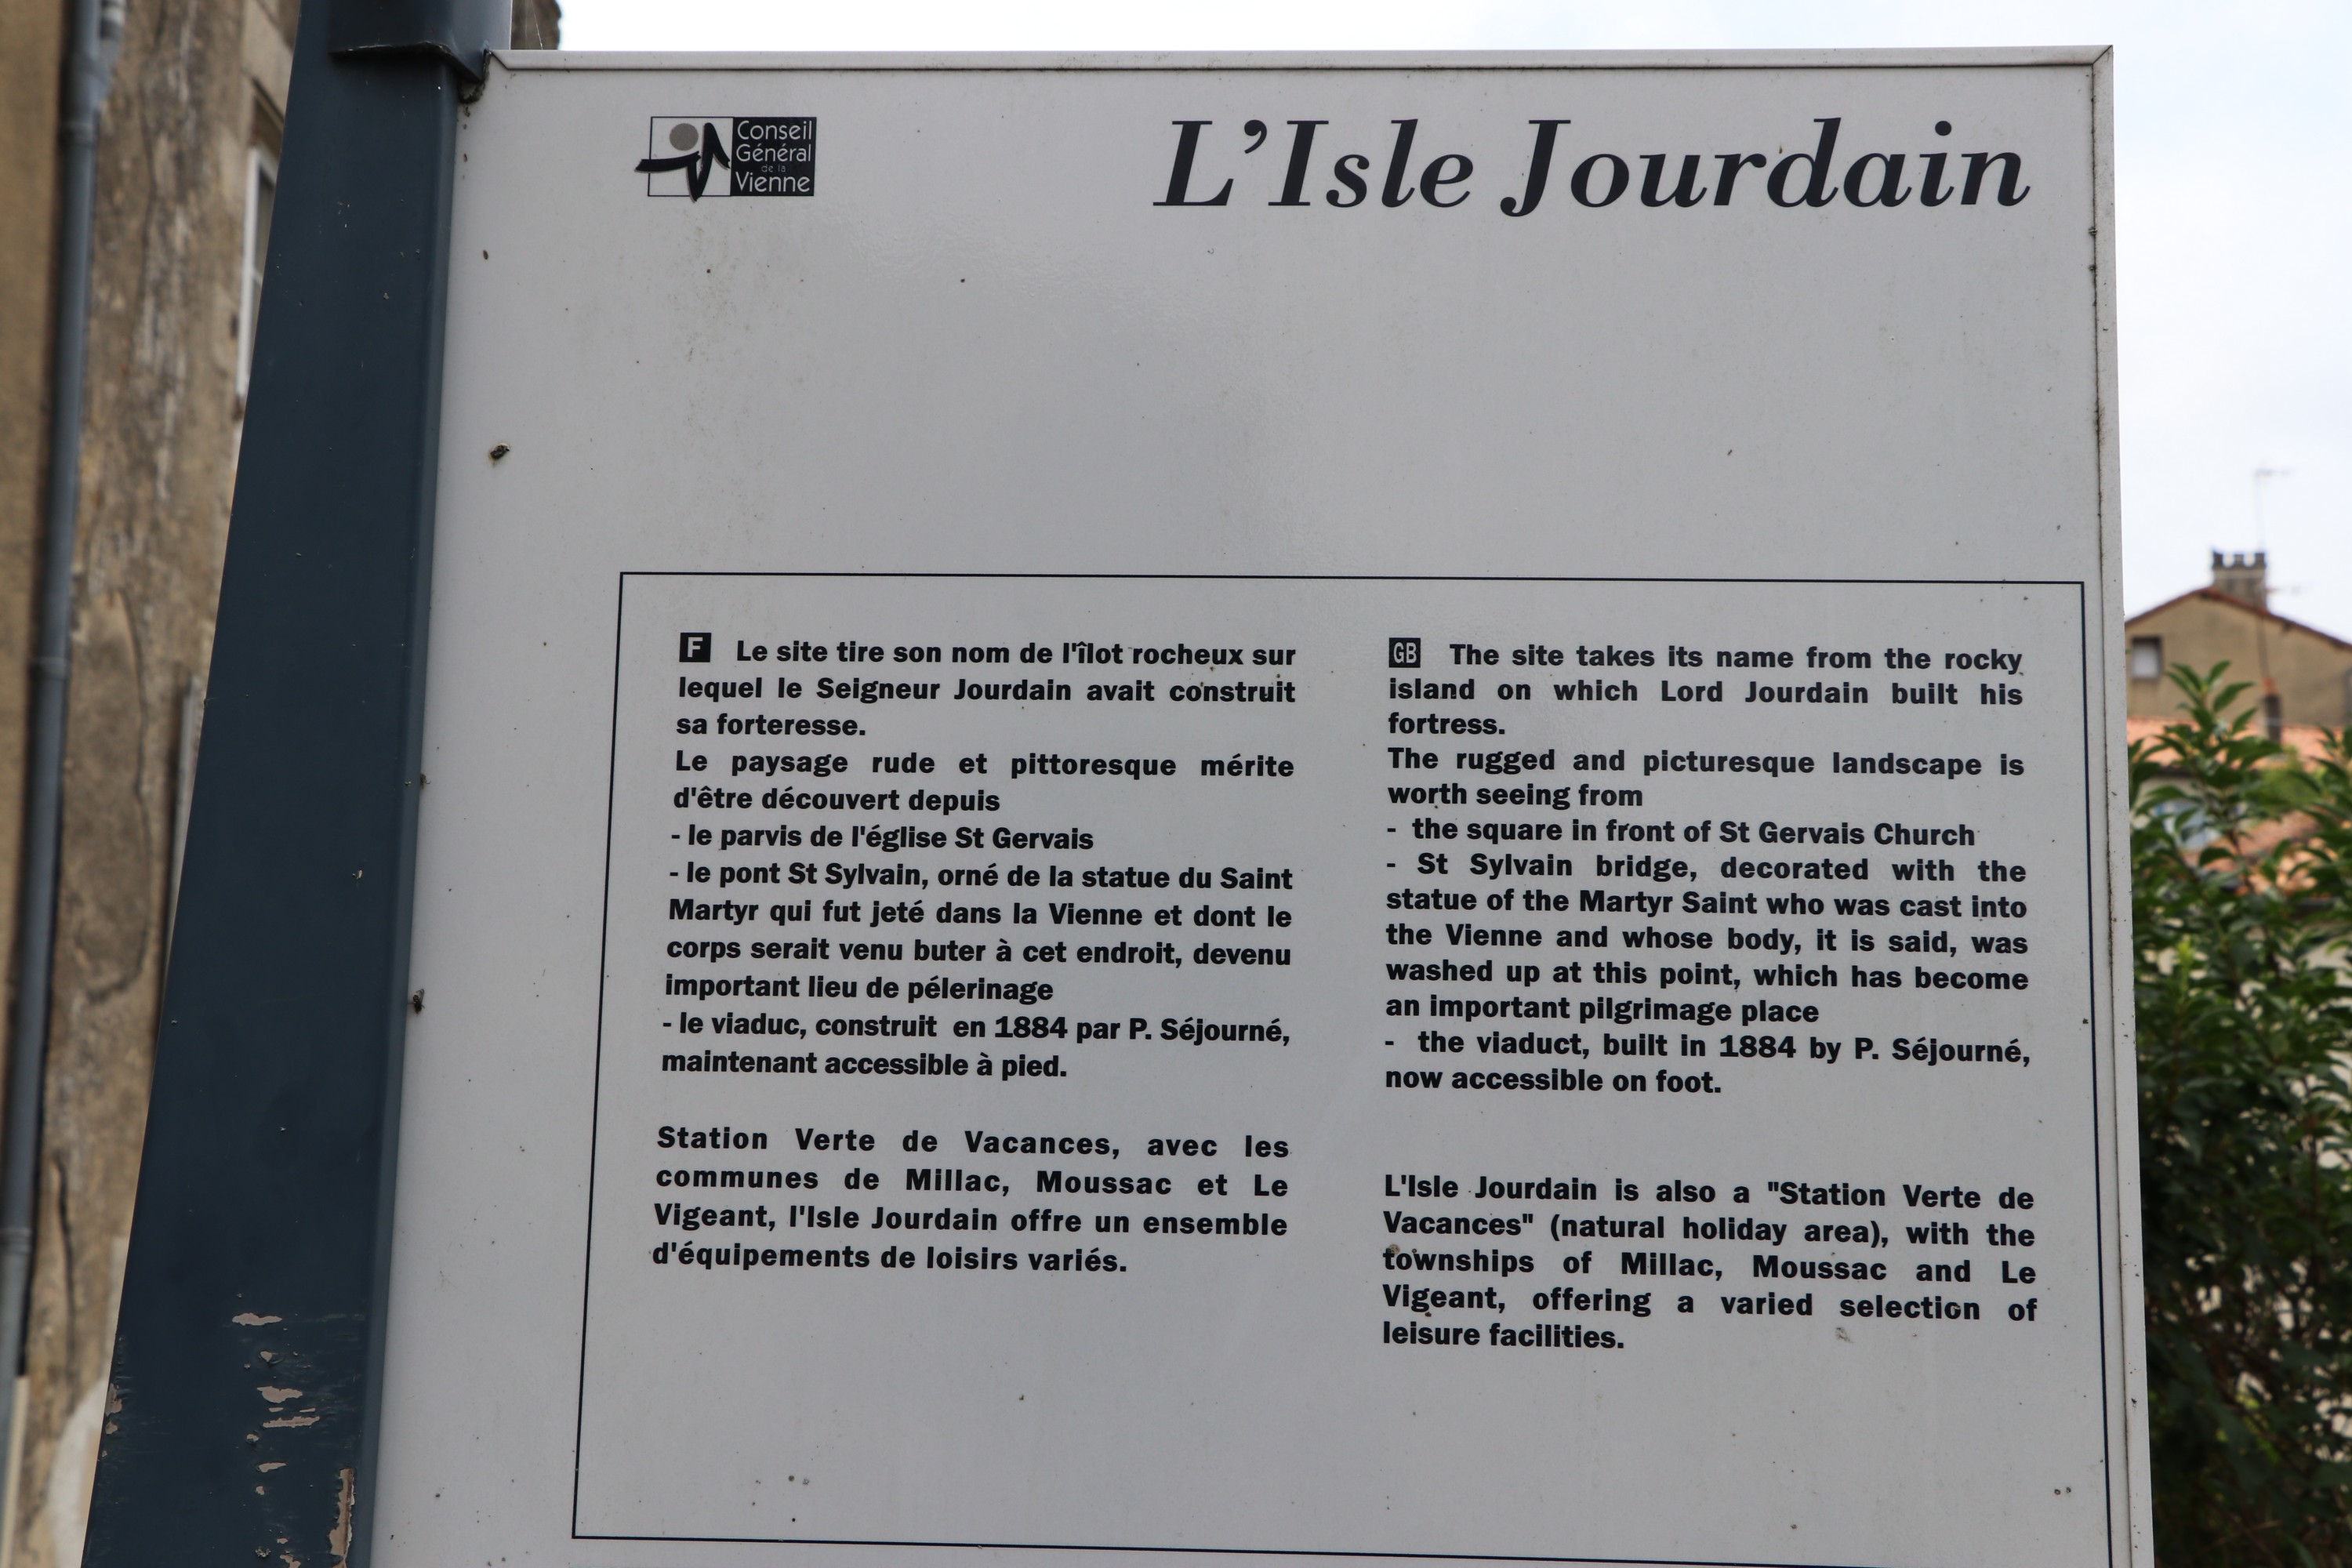 Conseil
Général
de la
Vienne
L'Isle Jourdain
F Le site tire son nom de l'îlot rocheux sur
lequel le Seigneur Jourdain avait construit
sa forteresse.
Le paysage rude et pittoresque mérite
d'être découvert depuis
- le parvis de l'église St Gervais
- le pont St Sylvain, orné de la statue du Saint
Martyr qui fut jeté dans la Vienne et dont le
corps serait venu buter à cet endroit, devenu
important lieu de pélerinage
- le viaduc, construit en 1884 par P. Séjourné,
maintenant accessible à pied.
Station Verte de Vacances, avec les
communes de Millac, Moussac et Le
Vigeant, l'Isle Jourdain offre un ensemble
d'équipements de loisirs variés.
GB The site takes its name from the rocky
island on which Lord Jourdain built his
fortress.
The rugged and picturesque landscape is
worth seeing from
- the square in front of St Gervais Church
- St Sylvain bridge, decorated with the
statue of the Martyr Saint who was cast into
the Vienne and whose body, it is said, was
washed up at this point, which has become
an important pilgrimage place
- the viaduct, built in 1884 by P. Séjourné,
now accessible on foot.
L'Isle Jourdain is also a "Station Verte de
Vacances" (natural holiday area), with the
townships of Millac, Moussac and Le
Vigeant, offering a varied selection of
leisure facilities.